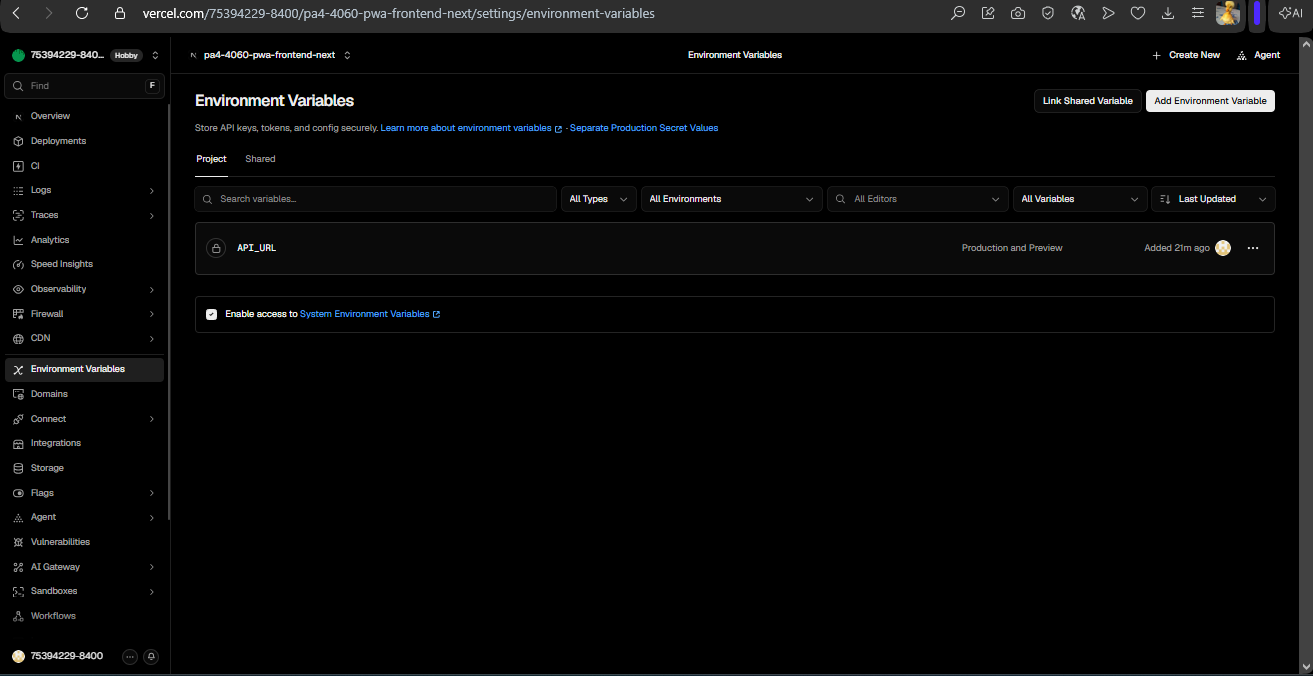 vercel.com/75394229-8400/pa4-4060-pwa-frontend-next/settings/environment-variables
AI
75394229-840... Hobby
pa4-4060-pwa-frontend-next
Environment Variables
Create New
Agent
Find F
Overview
Deployments
CI
Logs
Traces
Analytics
Speed Insights
Observability
Firewall
CDN
Environment Variables
Domains
Connect
Integrations
Storage
Flags
Agent
Vulnerabilities
AI Gateway
Sandboxes
Workflows
75394229-8400
Environment Variables
Link Shared Variable
Add Environment Variable
Store API keys, tokens, and config securely. Learn more about environment variables · Separate Production Secret Values
Project Shared
Search variables...
All Types
All Environments
All Editors
All Variables
Last Updated
API_URL Production and Preview Added 21m ago
Enable access to System Environment Variables